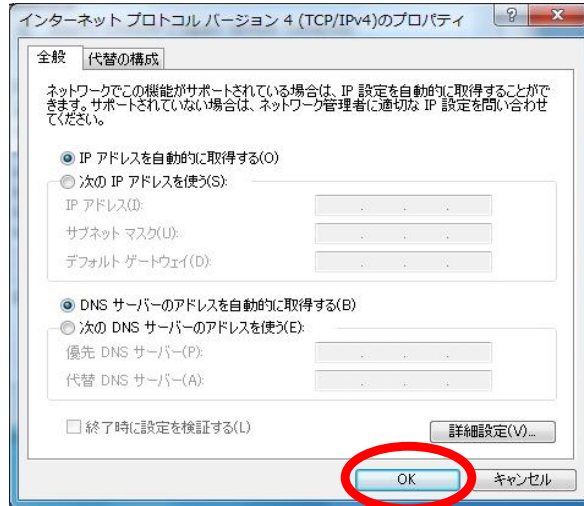 インターネット プロトコル バージョン 4 (TCP/IPv4)のプロパティ
全般
代替の構成
ネットワークでこの機能がサポートされている場合は、IP 設定を自動的に取得することがで
きます。サポートされていない場合は、ネットワーク管理者に適切な IP 設定を問い合わせ
てください。
IP アドレスを自動的に取得する(O)
次の IP アドレスを使う(S):
IP アドレス(I):
サブネット マスク(U):
デフォルト ゲートウェイ(D):
DNS サーバーのアドレスを自動的に取得する(B)
次の DNS サーバーのアドレスを使う(E):
優先 DNS サーバー(P):
代替 DNS サーバー(A):
終了時に設定を検証する(L)
詳細設定(V)...
OK
キャンセル